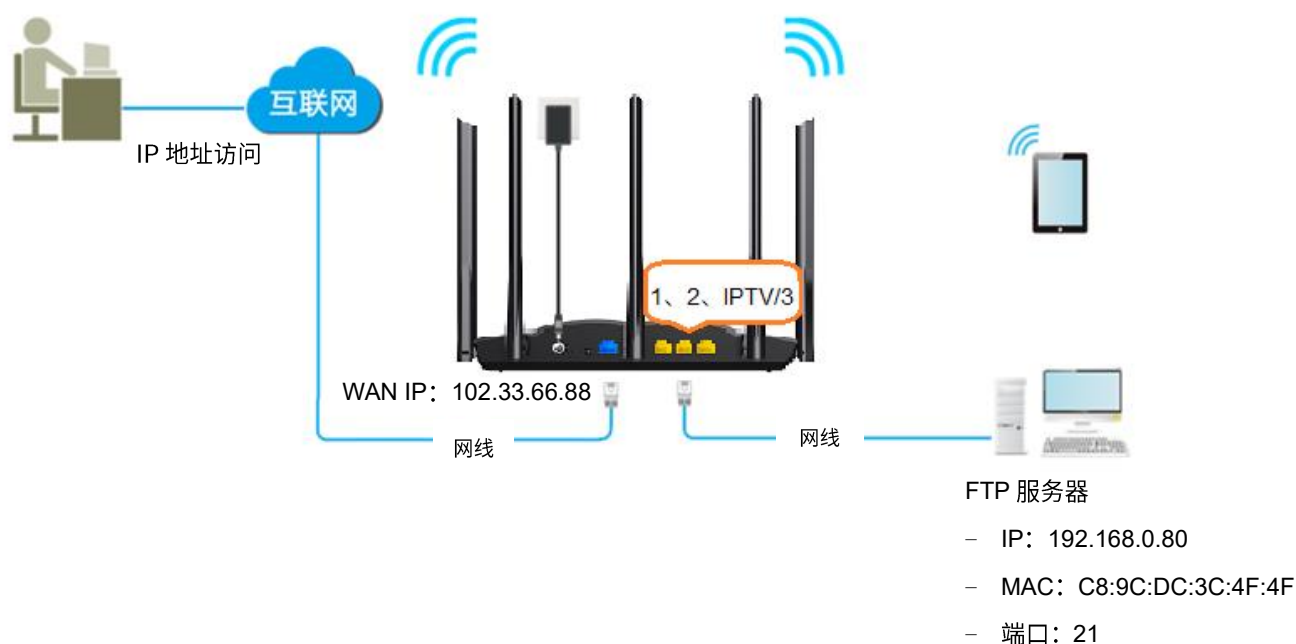 互联网
IP 地址访问
1、2、IPTV/3
WAN IP：102.33.66.88
网线
网线
FTP 服务器
– IP：192.168.0.80
– MAC：C8:9C:DC:3C:4F:4F
– 端口：21